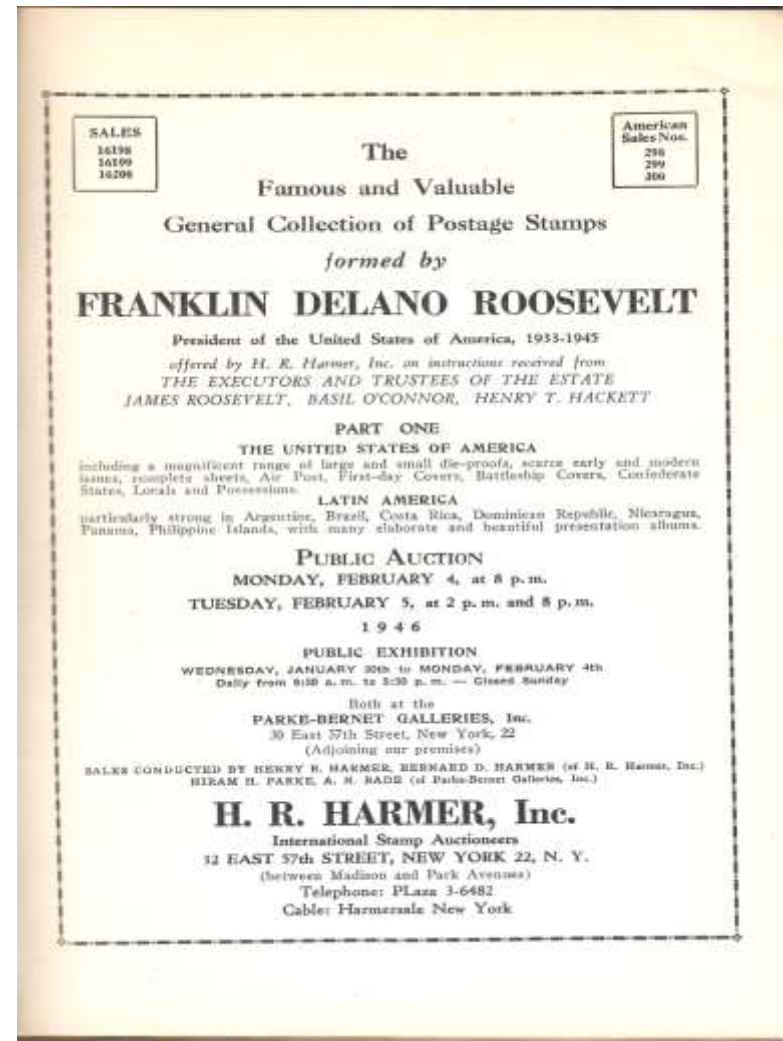 SALES
16198
16199
16200
American
Sales Nos.
298
299
300
The
Famous and Valuable
General Collection of Postage Stamps
formed by
FRANKLIN DELANO ROOSEVELT
President of the United States of America, 1933-1945
offered by H. R. Harmer, Inc. on instructions received from
THE EXECUTORS AND TRUSTEES OF THE ESTATE
JAMES ROOSEVELT, BASIL O'CONNOR, HENRY T. HACKETT
PART ONE
THE UNITED STATES OF AMERICA
including a magnificent range of large and small die-proofs, scarce early and modern
issues, complete sheets, Air Post, First-day Covers, Battleship Covers, Confederate
States, Locals and Possessions.
LATIN AMERICA
particularly strong in Argentine, Brazil, Costa Rica, Dominican Republic, Nicaragua,
Panama, Philippine Islands, with many elaborate and beautiful presentation albums.
PUBLIC AUCTION
MONDAY, FEBRUARY 4, at 8 p. m.
TUESDAY, FEBRUARY 5, at 2 p. m. and 8 p. m.
1946
PUBLIC EXHIBITION
WEDNESDAY, JANUARY 30th to MONDAY, FEBRUARY 4th
Daily from 9:30 a. m. to 5:30 p. m. — Closed Sunday
Both at the
PARKE-BERNET GALLERIES, Inc.
30 East 57th Street, New York, 22
(Adjoining our premises)
SALES CONDUCTED BY HENRY R. HARMER, BERNARD D. HARMER (of H. R. Harmer, Inc.)
HIRAM H. PARKE, A. N. BADE (of Parke-Bernet Galleries, Inc.)
H. R. HARMER, Inc.
International Stamp Auctioneers
32 EAST 57th STREET, NEW YORK 22, N. Y.
(between Madison and Park Avenues)
Telephone: PLaza 3-6482
Cable: Harmersale New York